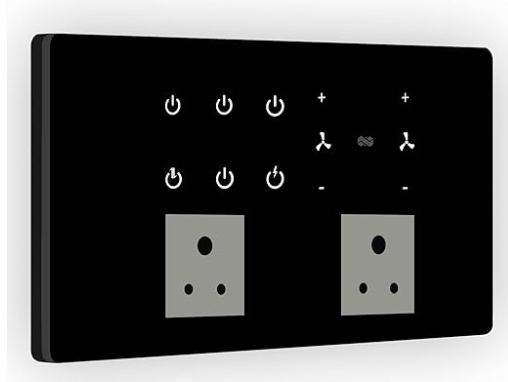 + +
- -